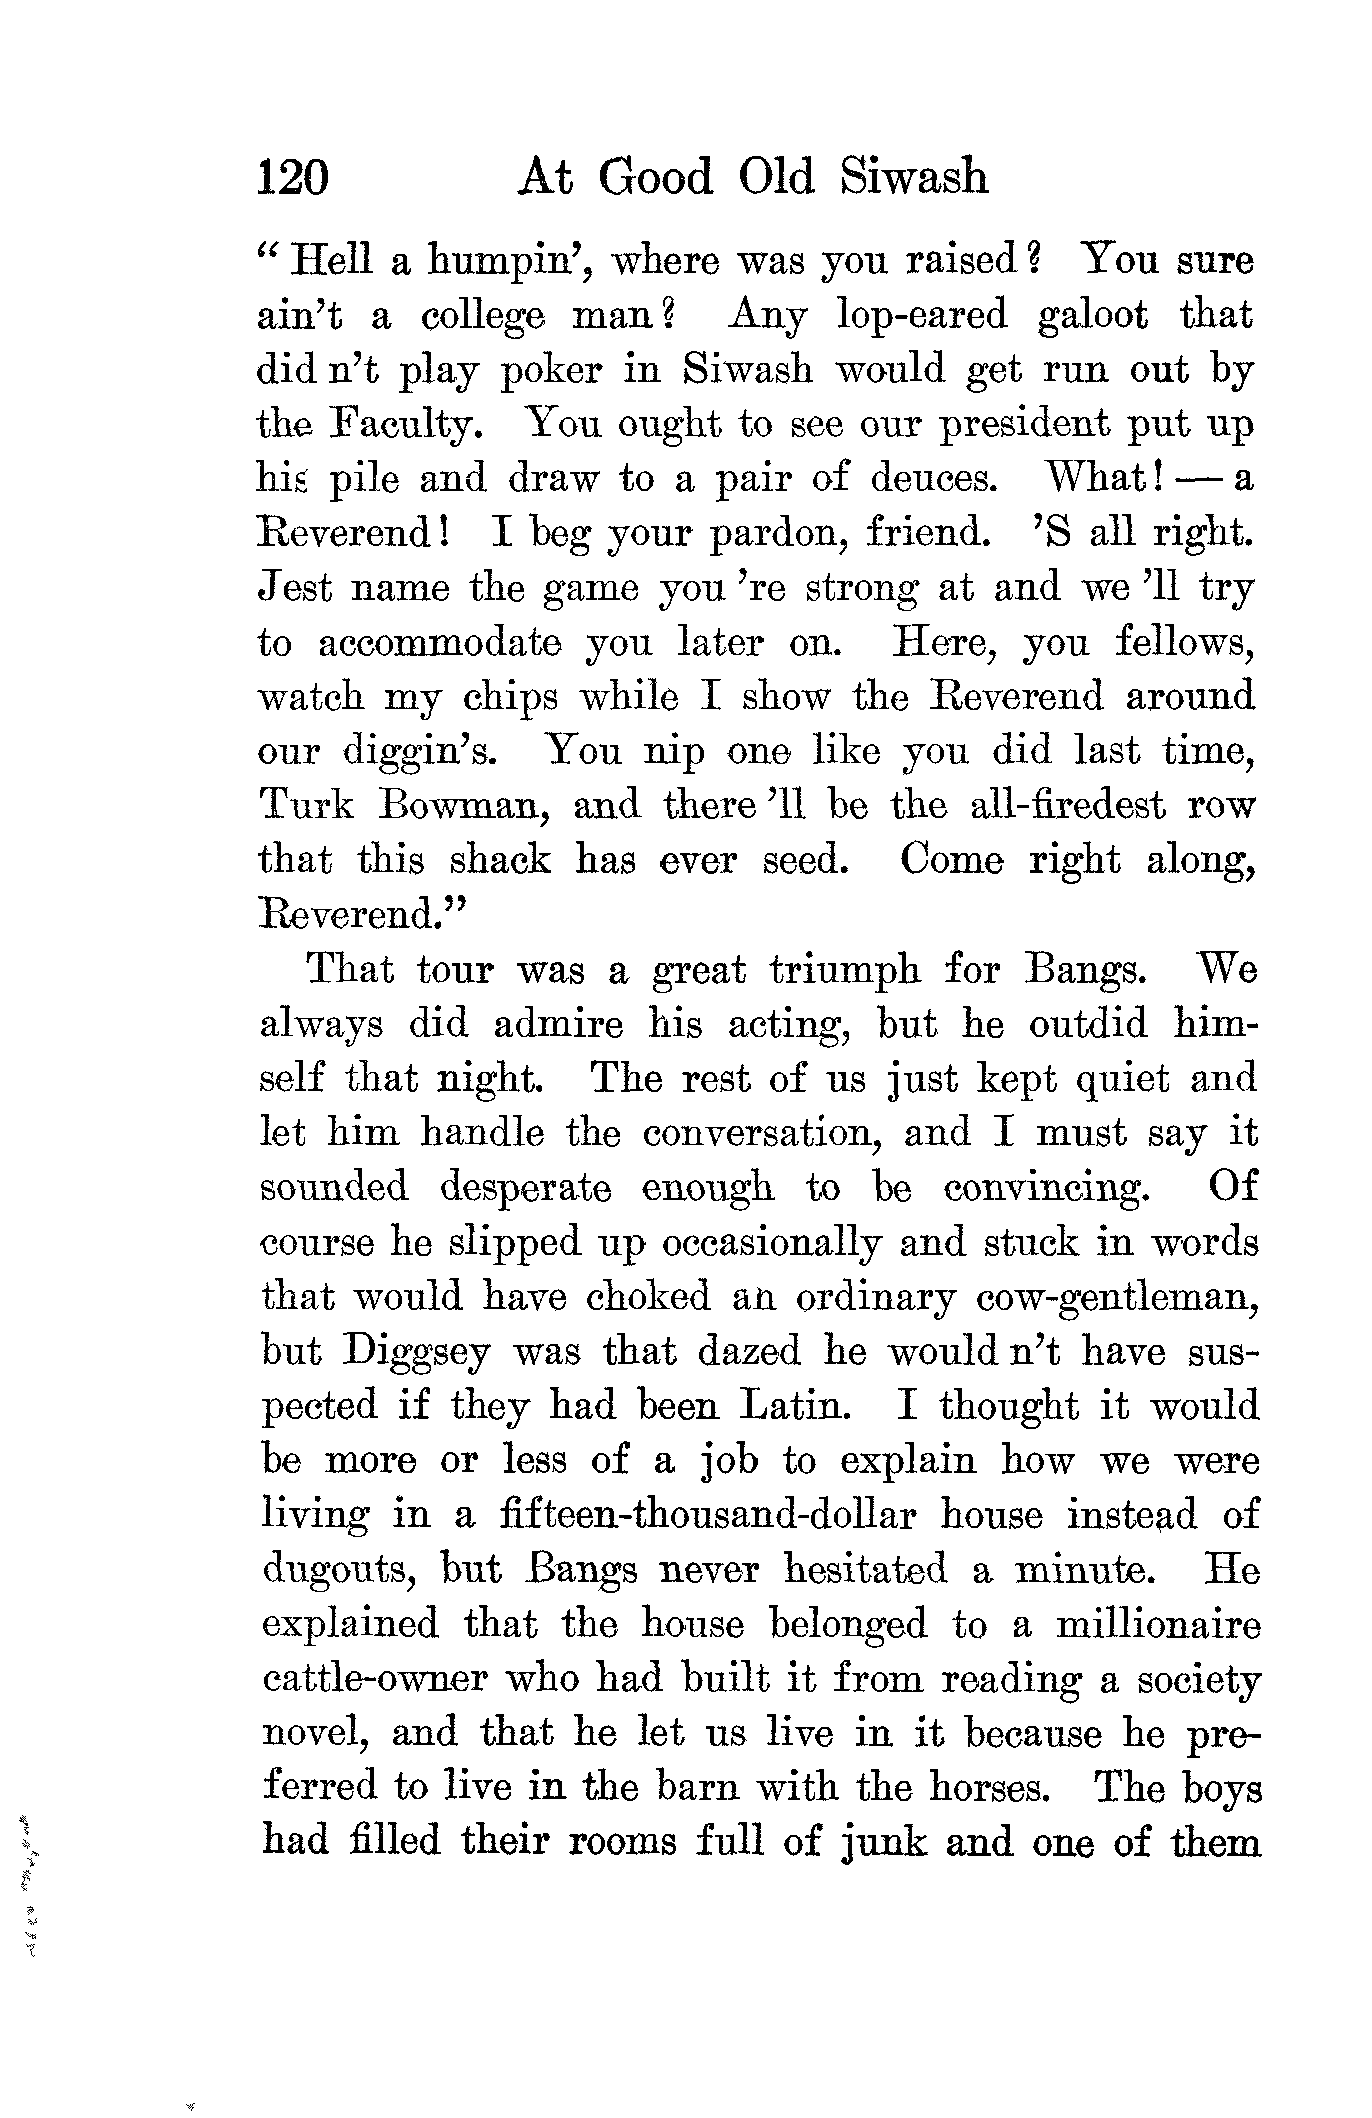 120 At Good Old Siwash
“Hell a humpin’, where was you raised? You sure
ain’t a college man? Any lop-eared galoot that
did n’t play poker in Siwash would get run out by
the Faculty. You ought to see our president put up
his pile and draw to a pair of deuces. What! — a
Reverend! I beg your pardon, friend. ’S all right.
Jest name the game you ’re strong at and we ’ll try
to accommodate you later on. Here, you fellows,
watch my chips while I show the Reverend around
our diggin’s. You nip one like you did last time,
Turk Bowman, and there ’ll be the all-firedest row
that this shack has ever seed. Come right along,
Reverend.”
That tour was a great triumph for Bangs. We
always did admire his acting, but he outdid him-
self that night. The rest of us just kept quiet and
let him handle the conversation, and I must say it
sounded desperate enough to be convincing. Of
course he slipped up occasionally and stuck in words
that would have choked an ordinary cow-gentleman,
but Diggsey was that dazed he would n’t have sus-
pected if they had been Latin. I thought it would
be more or less of a job to explain how we were
living in a fifteen-thousand-dollar house instead of
dugouts, but Bangs never hesitated a minute. He
explained that the house belonged to a millionaire
cattle-owner who had built it from reading a society
novel, and that he let us live in it because he pre-
ferred to live in the barn with the horses. The boys
had filled their rooms full of junk and one of them